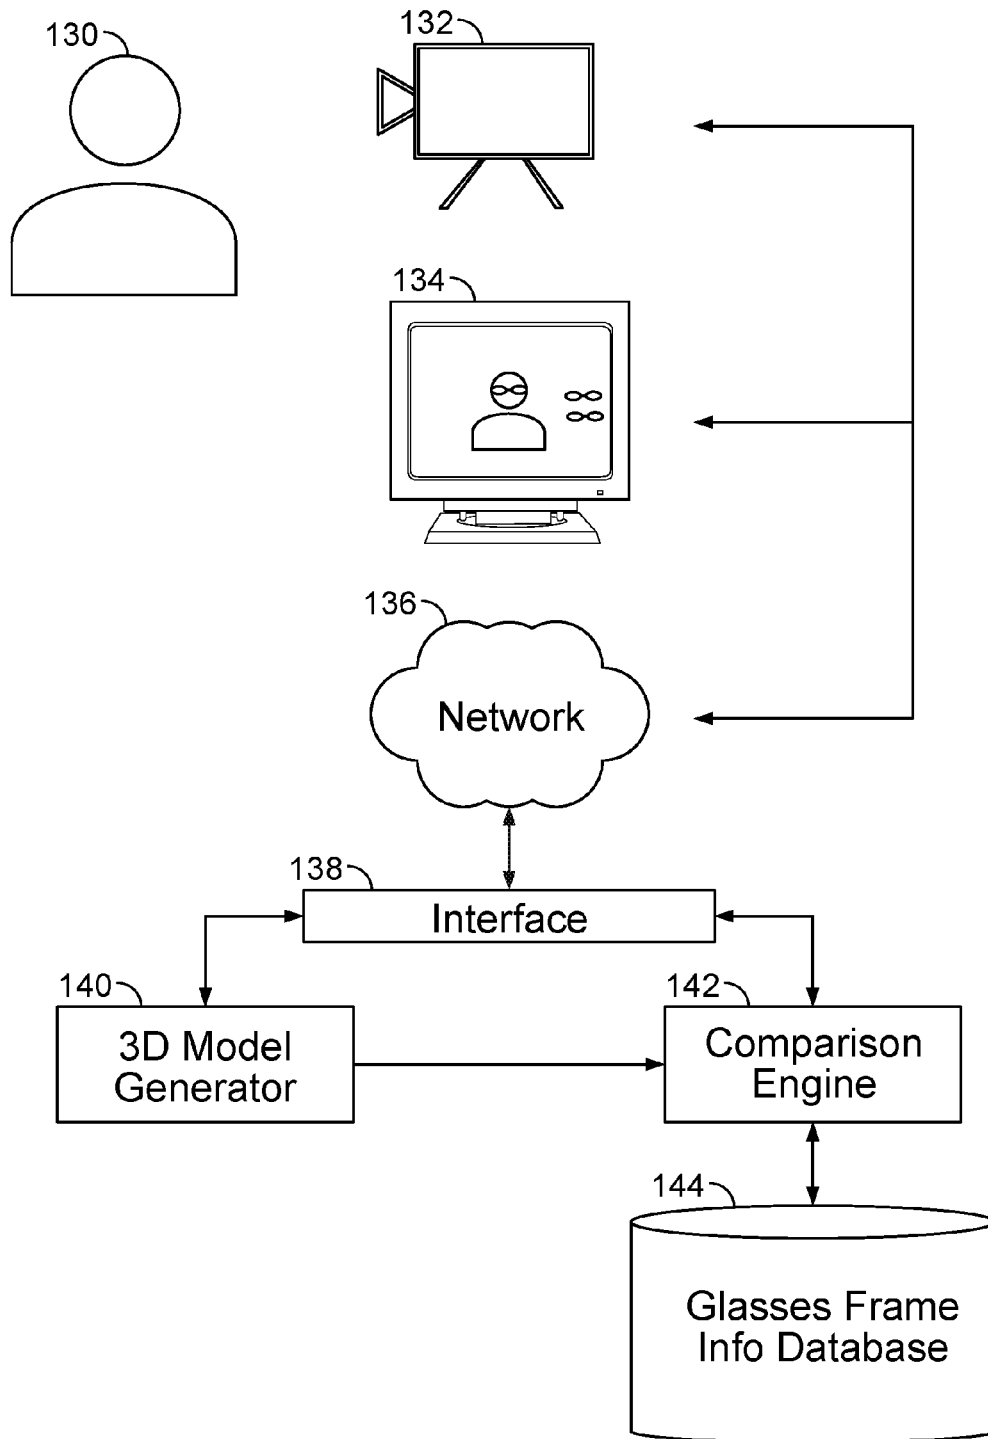 130
132
134
136
Network
138
Interface
140
3D Model
Generator
142
Comparison
Engine
144
Glasses Frame
Info Database